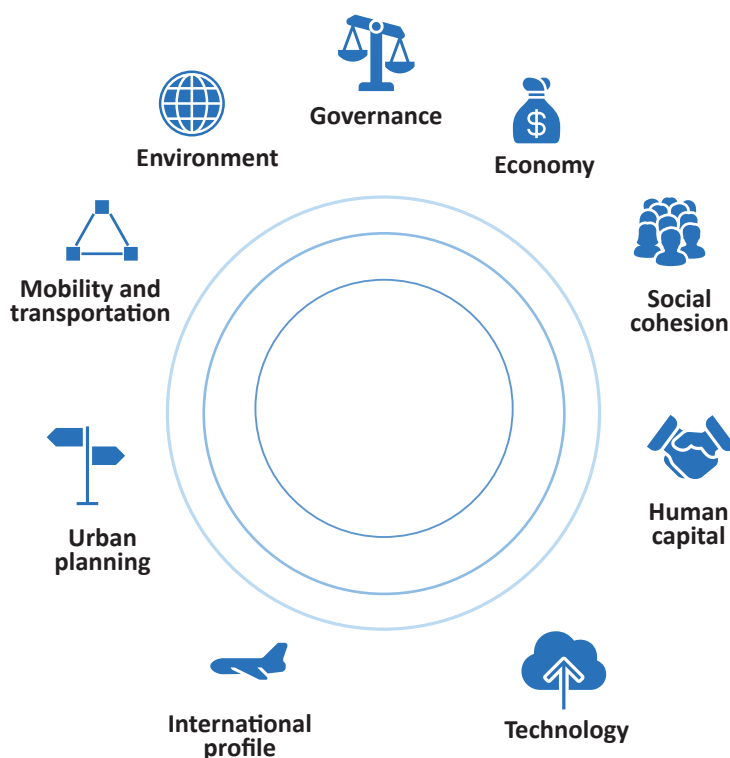 Governance
Environment
Economy
$
Mobility and
transportation
Social
cohesion
Urban
planning
Human
capital
International
profile
Technology